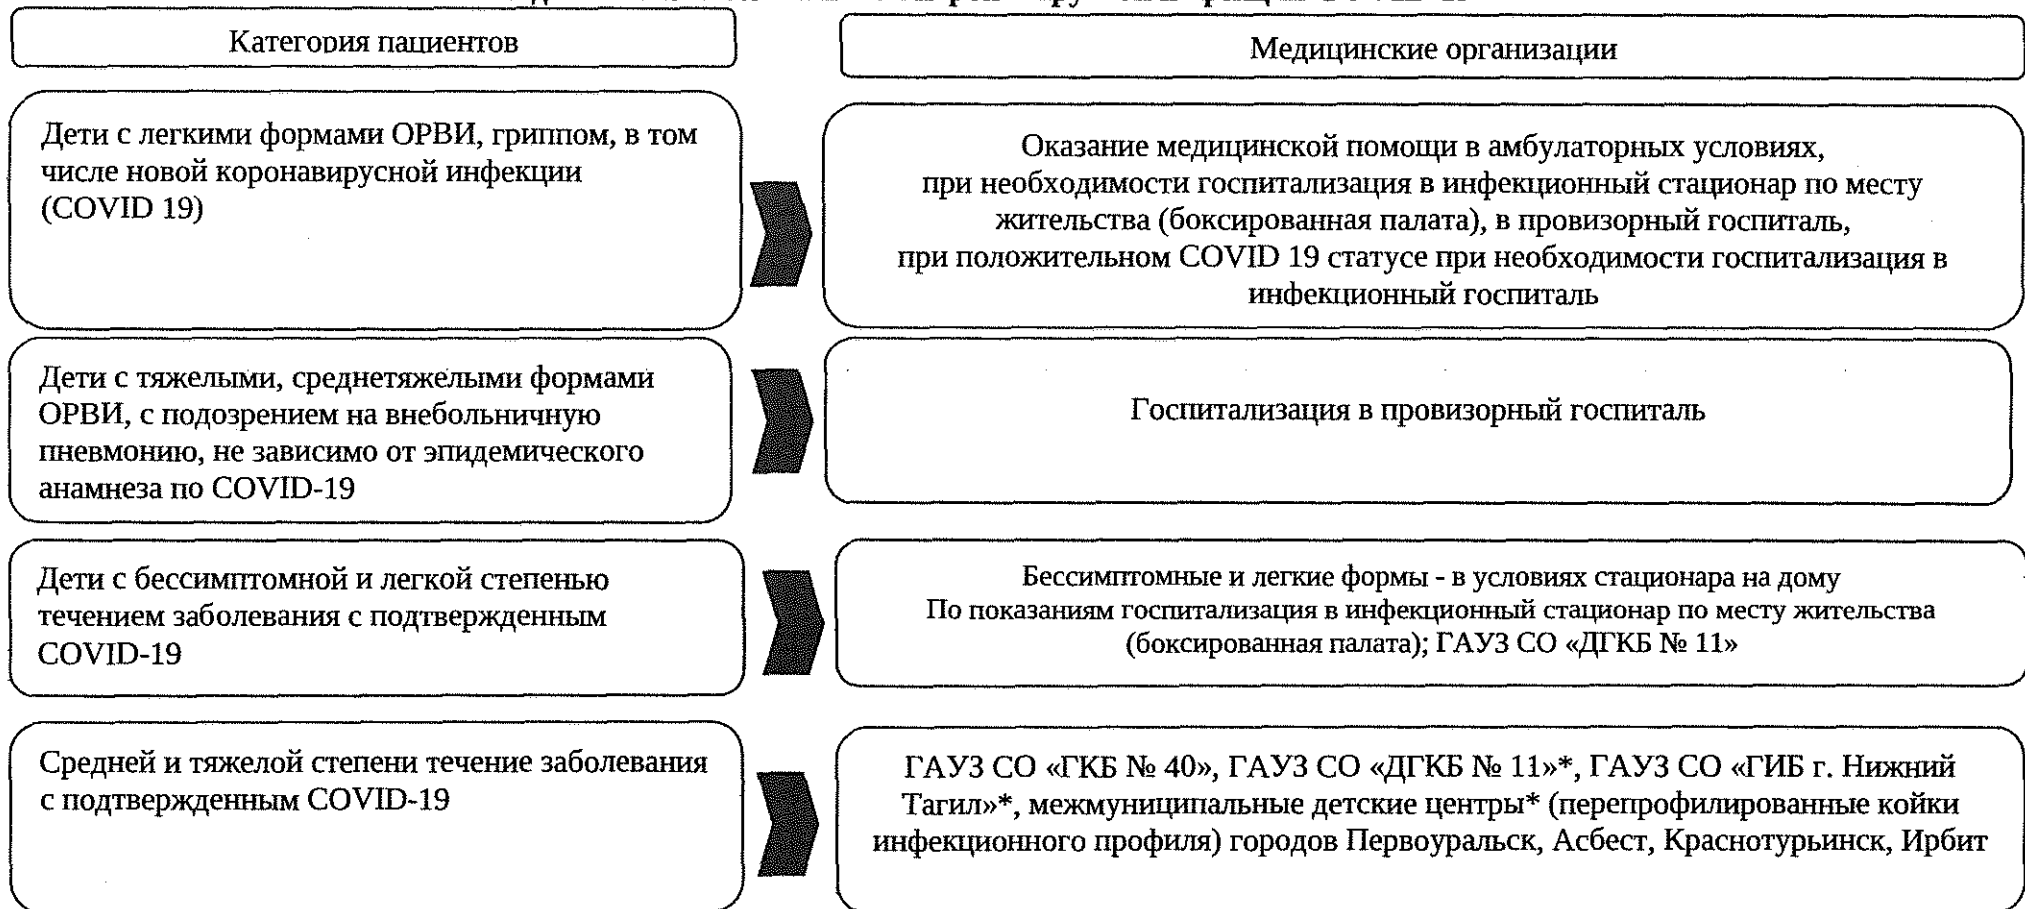 Категория пациентов
Медицинские организации
Дети с легкими формами ОРВИ, гриппом, в том
числе новой коронавирусной инфекции
(COVID 19)
Оказание медицинской помощи в амбулаторных условиях,
при необходимости госпитализация в инфекционный стационар по месту
жительства (боксированная палата), в провизорный госпиталь,
при положительном COVID 19 статусе при необходимости госпитализация в
инфекционный госпиталь
Дети с тяжелыми, среднетяжелыми формами
ОРВИ, с подозрением на внебольничную
пневмонию, не зависимо от эпидемического
анамнеза по COVID-19
Госпитализация в провизорный госпиталь
Дети с бессимптомной и легкой степенью
течением заболевания с подтвержденным
COVID-19
Бессимптомные и легкие формы - в условиях стационара на дому
По показаниям госпитализация в инфекционный стационар по месту жительства
(боксированная палата); ГАУЗ СО «ДГКБ № 11»
Средней и тяжелой степени течение заболевания
с подтвержденным COVID-19
ГАУЗ СО «ГКБ № 40», ГАУЗ СО «ДГКБ № 11»*, ГАУЗ СО «ГИБ г. Нижний
Тагил»*, межмуниципальные детские центры* (перепрофилированные койки
инфекционного профиля) городов Первоуральск, Асбест, Краснотурьинск, Ирбит